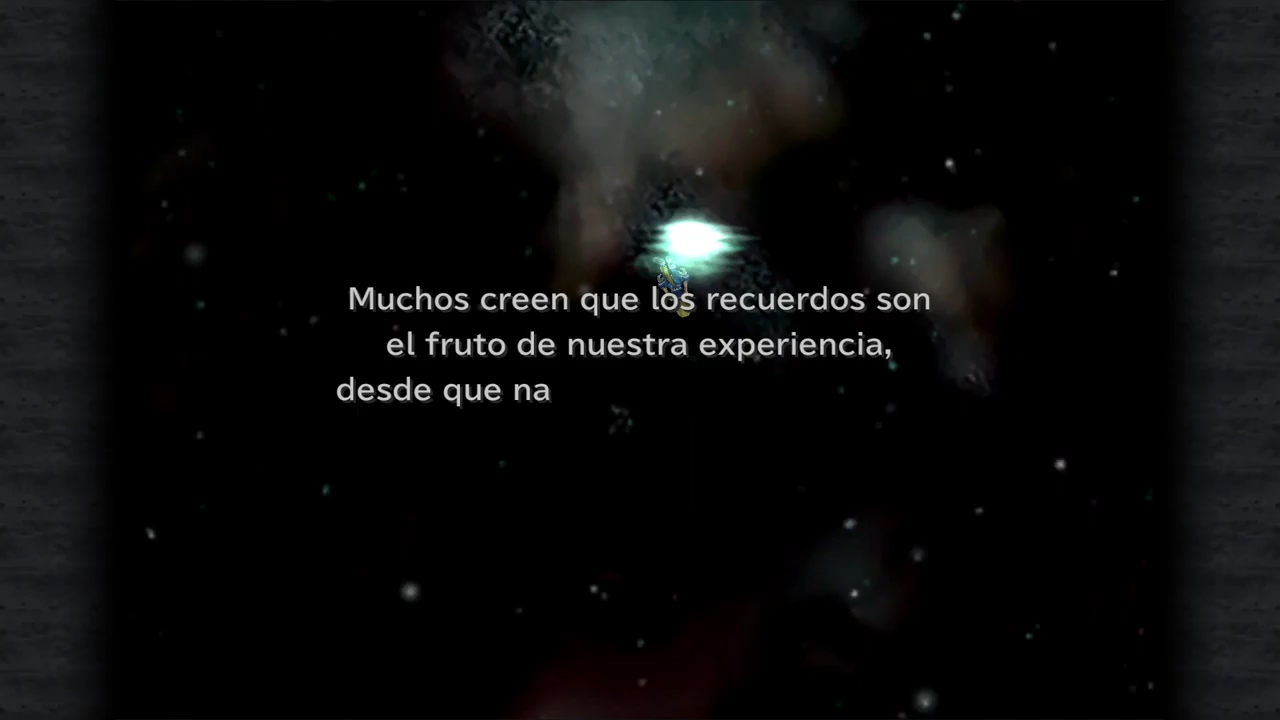 Muchos creen que los recuerdos son
el fruto de nuestra experiencia,
desde que na